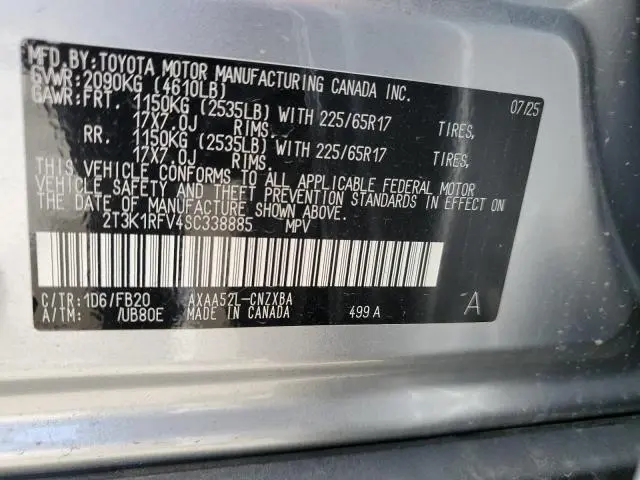 MFD. BY: TOYOTA MOTOR MANUFACTURING CANADA INC.
GVWR: 2090KG (4610LB) 07/25
GAWR: FRT. 1150KG (2535LB) WITH 225/65R17 TIRES,
17X7.0J RIMS.
RR. 1150KG (2535LB) WITH 225/65R17 TIRES,
17X7.0J RIMS.
THIS VEHICLE CONFORMS TO ALL APPLICABLE FEDERAL MOTOR
VEHICLE SAFETY AND THEFT PREVENTION STANDARDS IN EFFECT ON
THE DATE OF MANUFACTURE SHOWN ABOVE.
2T3K1RFV4SC338885 MPV
C/TR: 1D6/FB20 AXAA52L-CNZXBA A
A/TM: /UB80E MADE IN CANADA 499A